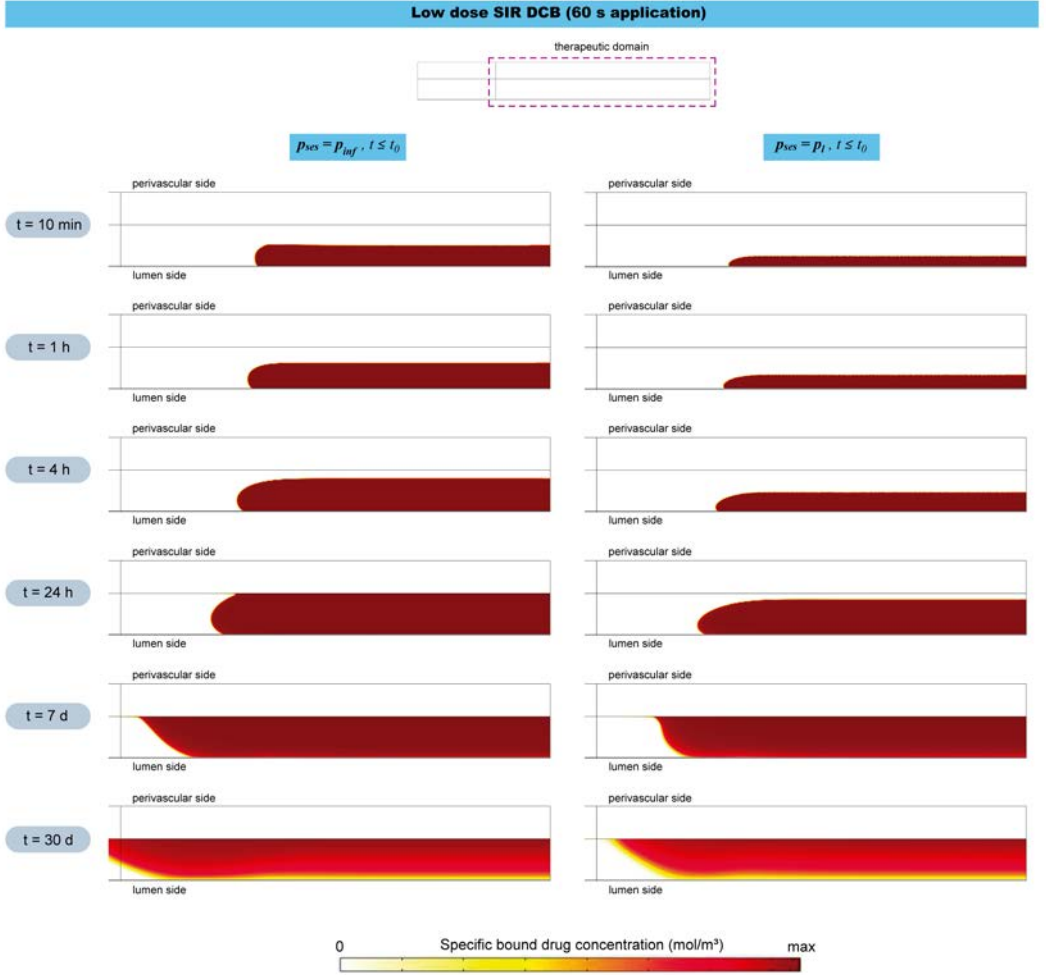 Low dose SIR DCB (60 s application)
therapeutic domain
pses = pinf , t ≤ t0
pses = pl , t ≤ t0
t = 10 min
perivascular side
lumen side
perivascular side
lumen side
t = 1 h
perivascular side
lumen side
perivascular side
lumen side
t = 4 h
perivascular side
lumen side
perivascular side
lumen side
t = 24 h
perivascular side
lumen side
perivascular side
lumen side
t = 7 d
perivascular side
lumen side
perivascular side
lumen side
t = 30 d
perivascular side
lumen side
perivascular side
lumen side
0 Specific bound drug concentration (mol/m³) max